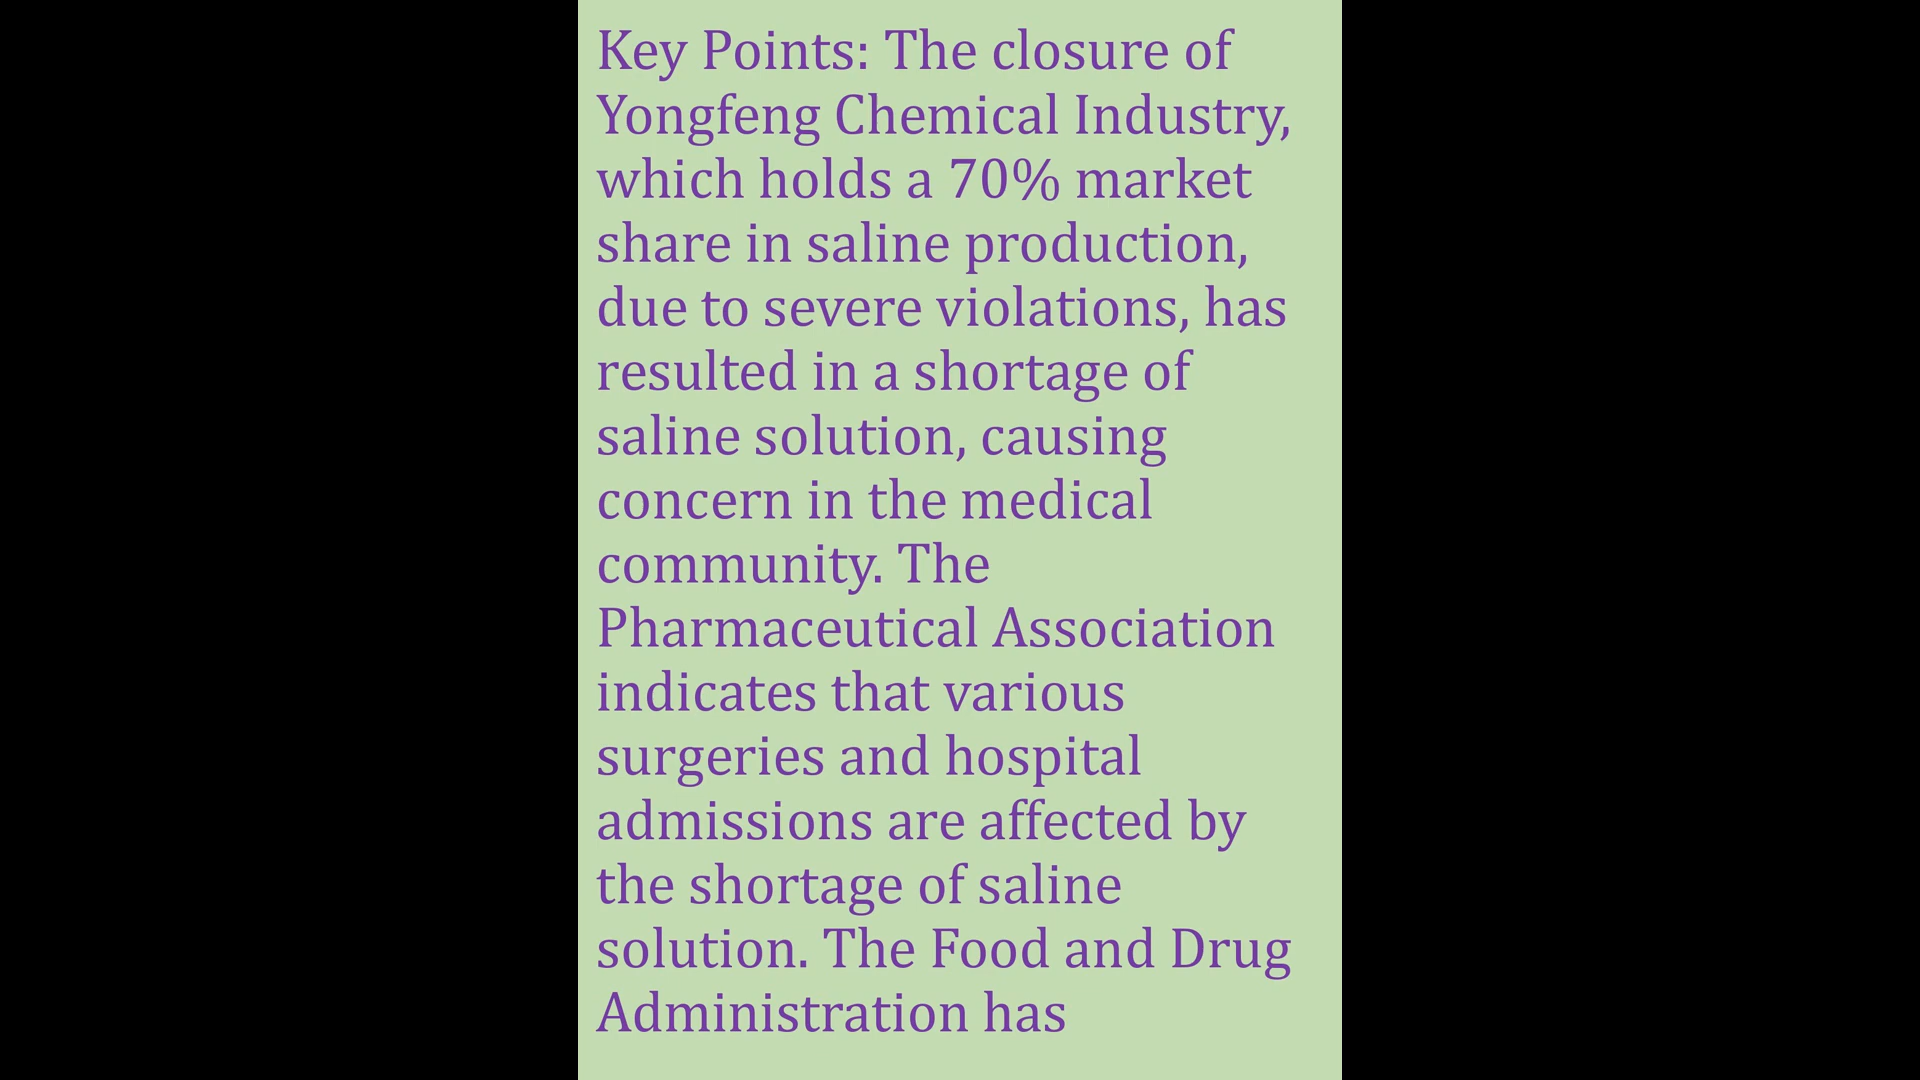 Key Points: The closure of
Yongfeng Chemical Industry,
which holds a 70% market
share in saline production,
due to severe violations, has
resulted in a shortage of
saline solution, causing
concern in the medical
community. The
Pharmaceutical Association
indicates that various
surgeries and hospital
admissions are affected by
the shortage of saline
solution. The Food and Drug
Administration has